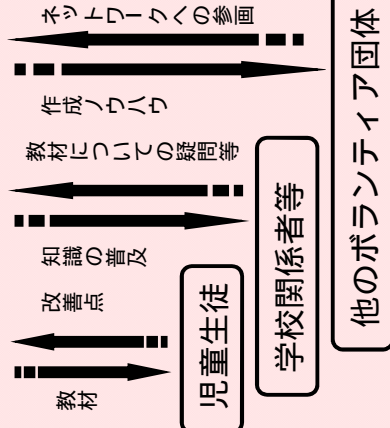 ネットワークへの参画
作成ノウハウ
教材についての疑問等
知識の普及
改善点
教材
児童生徒
学校関係者等
他のボランティア団体